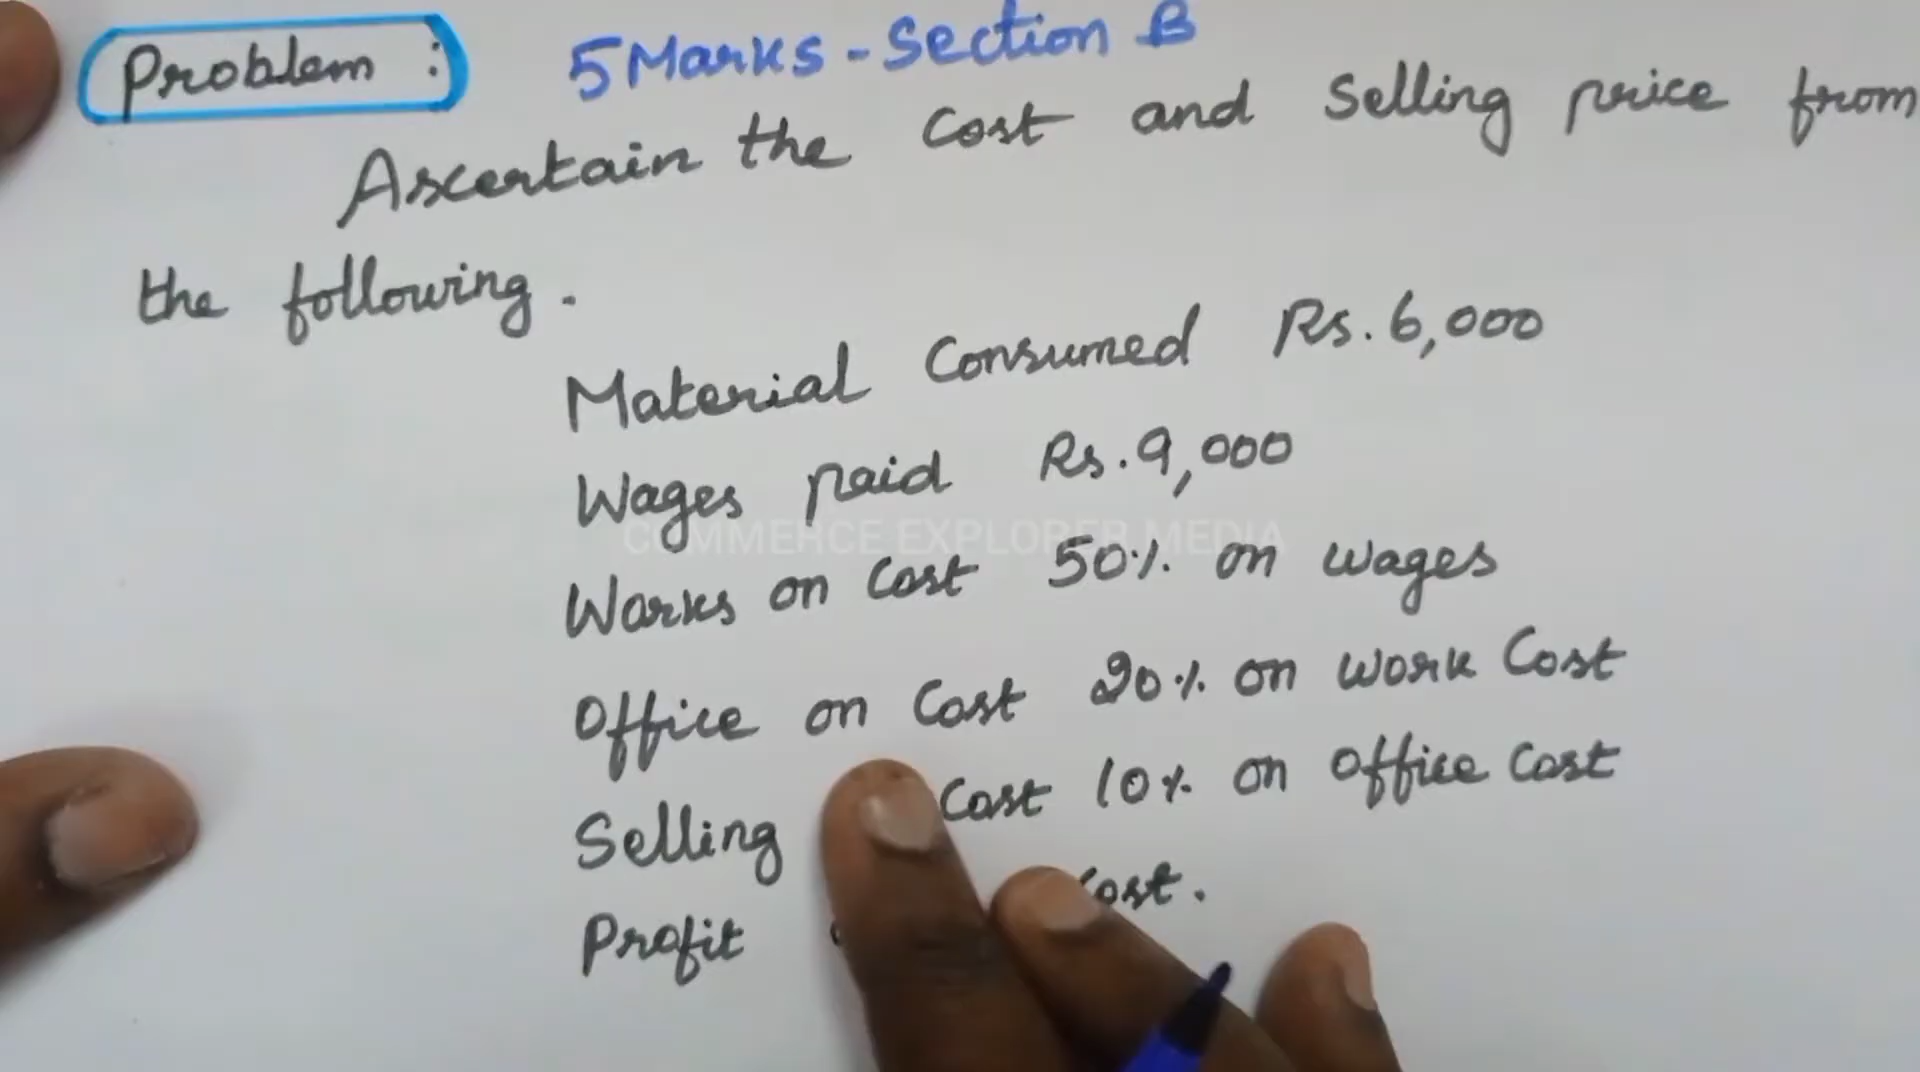 Problem : 5 Marks - Section B
Ascertain the cost and selling price from
the following.
Material Consumed Rs. 6,000
Wages paid Rs. 9,000
COMMERCE EXPLORER MEDIA
Works on cost 50% on wages
Office on cost 20% on work cost
Selling cost 10% on office cost
Profit cost.